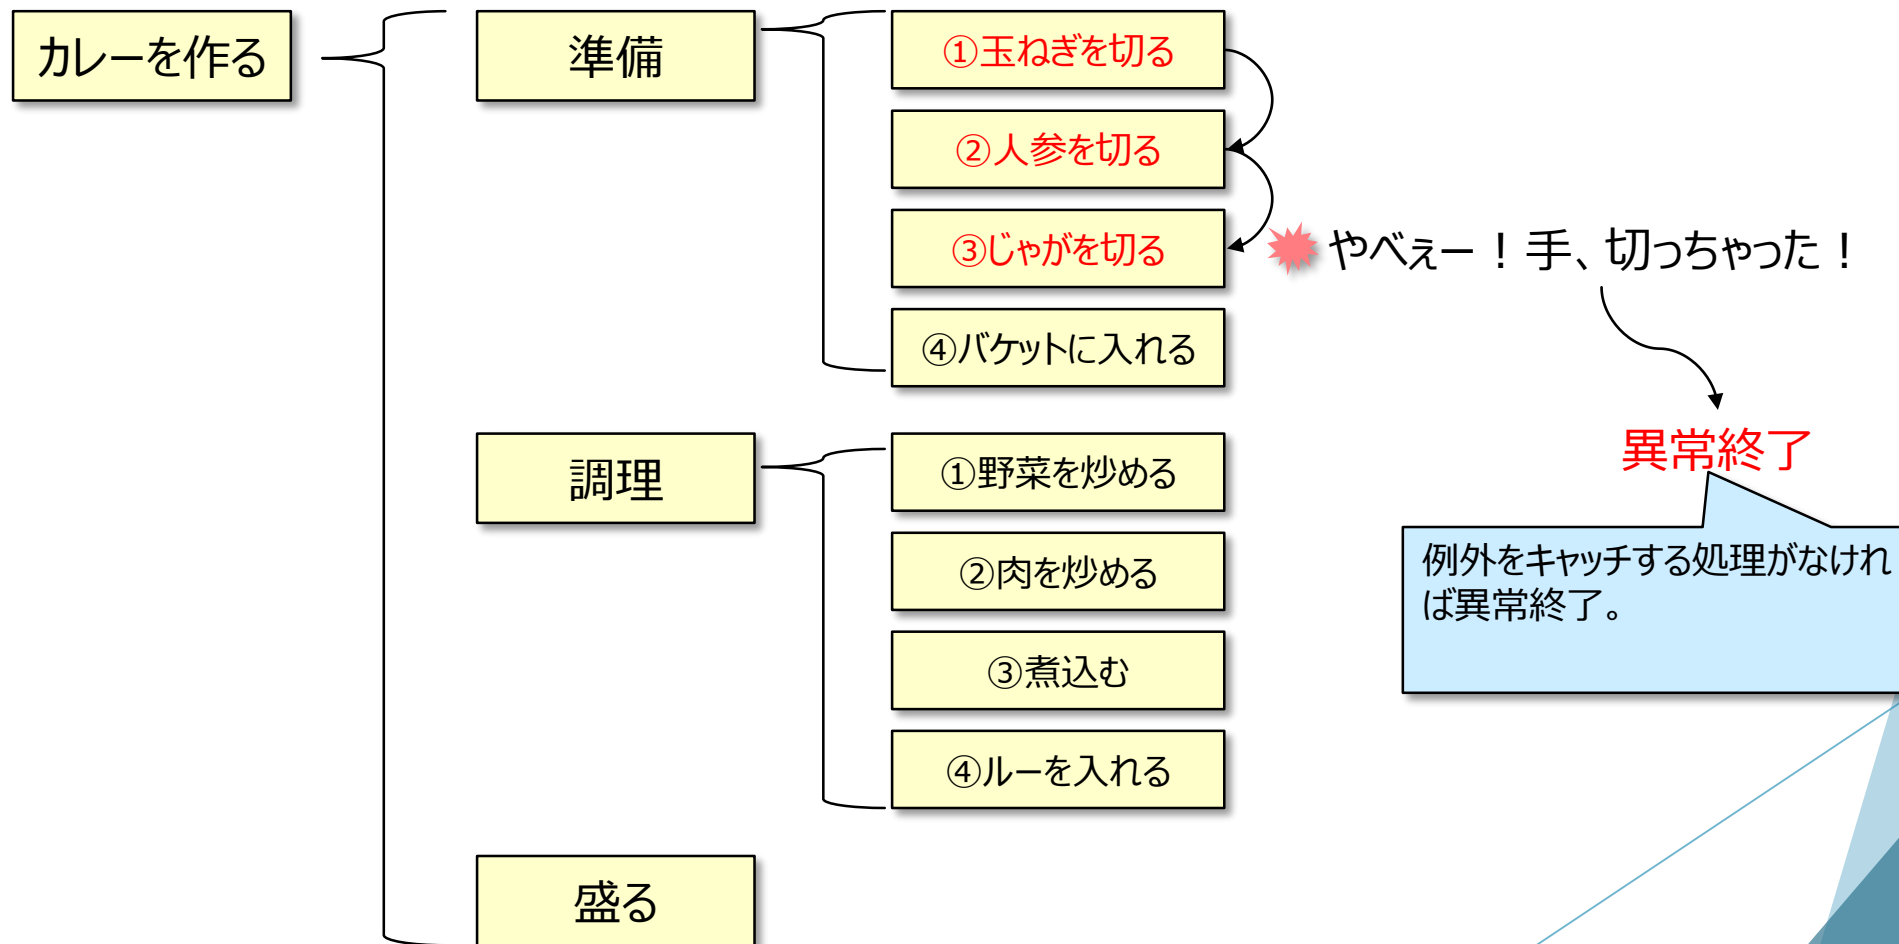 カレーを作る
準備
①玉ねぎを切る
②人参を切る
③じゃがを切る
④バケットに入れる
やべぇー！手、切っちゃった！
異常終了
例外をキャッチする処理がなけれ
ば異常終了。
調理
①野菜を炒める
②肉を炒める
③煮込む
④ルーを入れる
盛る